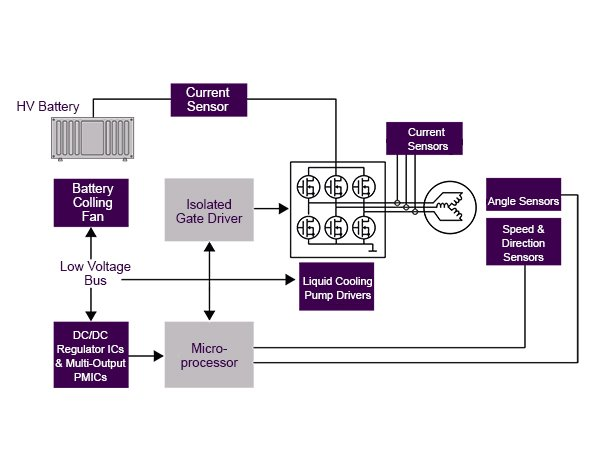 HV Battery
Current
Sensor
Current
Sensors
Battery
Colling
Fan
Isolated
Gate Driver
Angle Sensors
Speed &
Direction
Sensors
Low Voltage
Bus
Liquid Cooling
Pump Drivers
DC/DC
Regulator ICs
& Multi-Output
PMICs
Micro-
processor